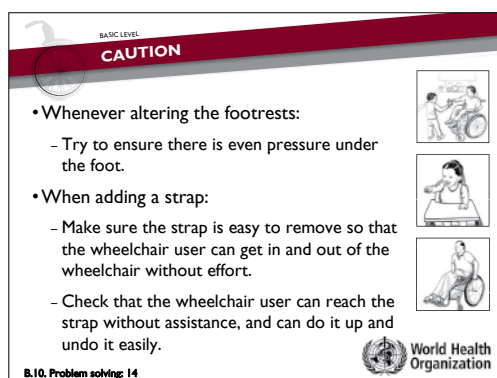 BASIC LEVEL
CAUTION
• Whenever altering the footrests:
– Try to ensure there is even pressure under
the foot.
• When adding a strap:
– Make sure the strap is easy to remove so that
the wheelchair user can get in and out of the
wheelchair without effort.
– Check that the wheelchair user can reach the
strap without assistance, and can do it up and
undo it easily.
World Health
Organization
B.10. Problem solving: 14